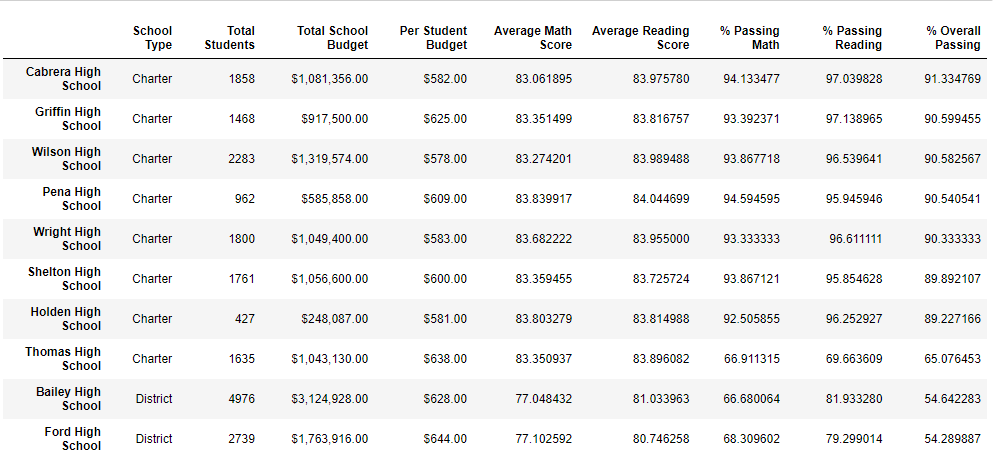 School Type Total Students Total School Budget Per Student Budget Average Math Score Average Reading Score % Passing Math % Passing Reading % Overall Passing
Cabrera High School Charter 1858 $1,081,356.00 $582.00 83.061895 83.975780 94.133477 97.039828 91.334769
Griffin High School Charter 1468 $917,500.00 $625.00 83.351499 83.816757 93.392371 97.138965 90.599455
Wilson High School Charter 2283 $1,319,574.00 $578.00 83.274201 83.989488 93.867718 96.539641 90.582567
Pena High School Charter 962 $585,858.00 $609.00 83.839917 84.044699 94.594595 95.945946 90.540541
Wright High School Charter 1800 $1,049,400.00 $583.00 83.682222 83.955000 93.333333 96.611111 90.333333
Shelton High School Charter 1761 $1,056,600.00 $600.00 83.359455 83.725724 93.867121 95.854628 89.892107
Holden High School Charter 427 $248,087.00 $581.00 83.803279 83.814988 92.505855 96.252927 89.227166
Thomas High School Charter 1635 $1,043,130.00 $638.00 83.350937 83.896082 66.911315 69.663609 65.076453
Bailey High School District 4976 $3,124,928.00 $628.00 77.048432 81.033963 66.680064 81.933280 54.642283
Ford High School District 2739 $1,763,916.00 $644.00 77.102592 80.746258 68.309602 79.299014 54.289887